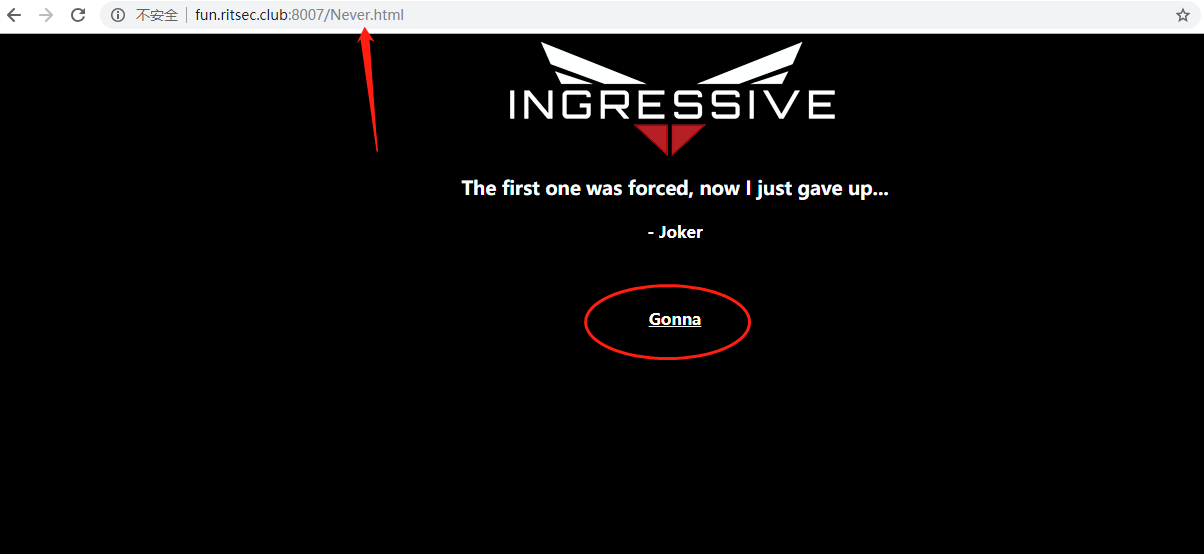 不安全 fun.ritsec.club:8007/Never.html
INGRESSIVE
The first one was forced, now I just gave up...
- Joker
Gonna